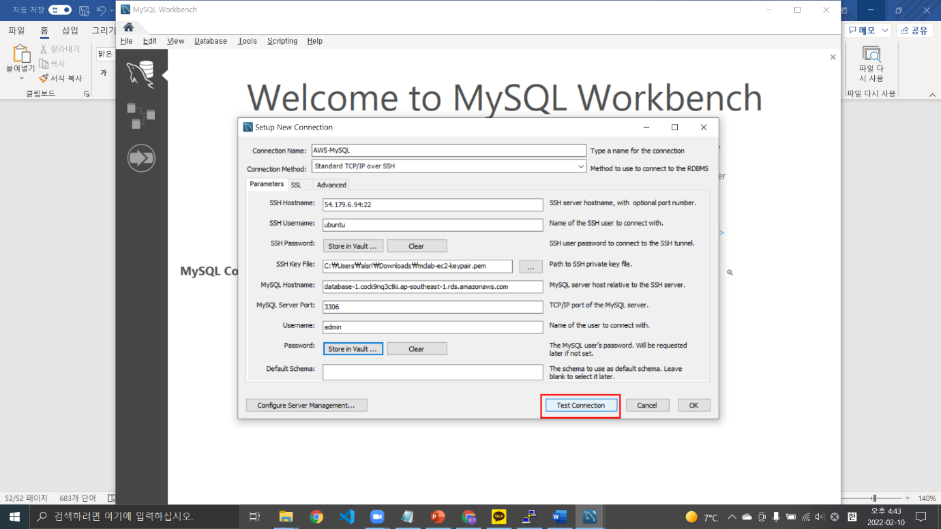 자동 저장
MySQL Workbench
파일 홈 삽입 그리기
File Edit View Database Tools Scripting Help
메모 공유
붙여넣기
잘라내기
복사
서식 복사
클립보드
맑은
가
파일 다시 사용
파일 다시 사용
Welcome to MySQL Workbench
MySQL Co
Setup New Connection
Connection Name: AWS-MySQL Type a name for the connection
Connection Method: Standard TCP/IP over SSH Method to use to connect to the RDBMS
Parameters SSL Advanced
SSH Hostname: 54.179.6.94:22 SSH server hostname, with optional port number.
SSH Username: ubuntu Name of the SSH user to connect with.
SSH Password: Store in Vault ... Clear SSH user password to connect to the SSH tunnel.
SSH Key File: ... Path to SSH private key file.
MySQL Hostname: database-1.cock9nq3ctki.ap-southeast-1.rds.amazonaws.com MySQL server host relative to the SSH server.
MySQL Server Port: 3306 TCP/IP port of the MySQL server.
Username: admin Name of the user to connect with.
Password: Store in Vault ... Clear The MySQL user's password. Will be requested
later if not set.
Default Schema: The schema to use as default schema. Leave
blank to select it later.
Configure Server Management... Test Connection Cancel OK
52/52 페이지 683개 단어 140%
검색하려면 여기에 입력하십시오.
7°C
오후 4:43
2022-02-10